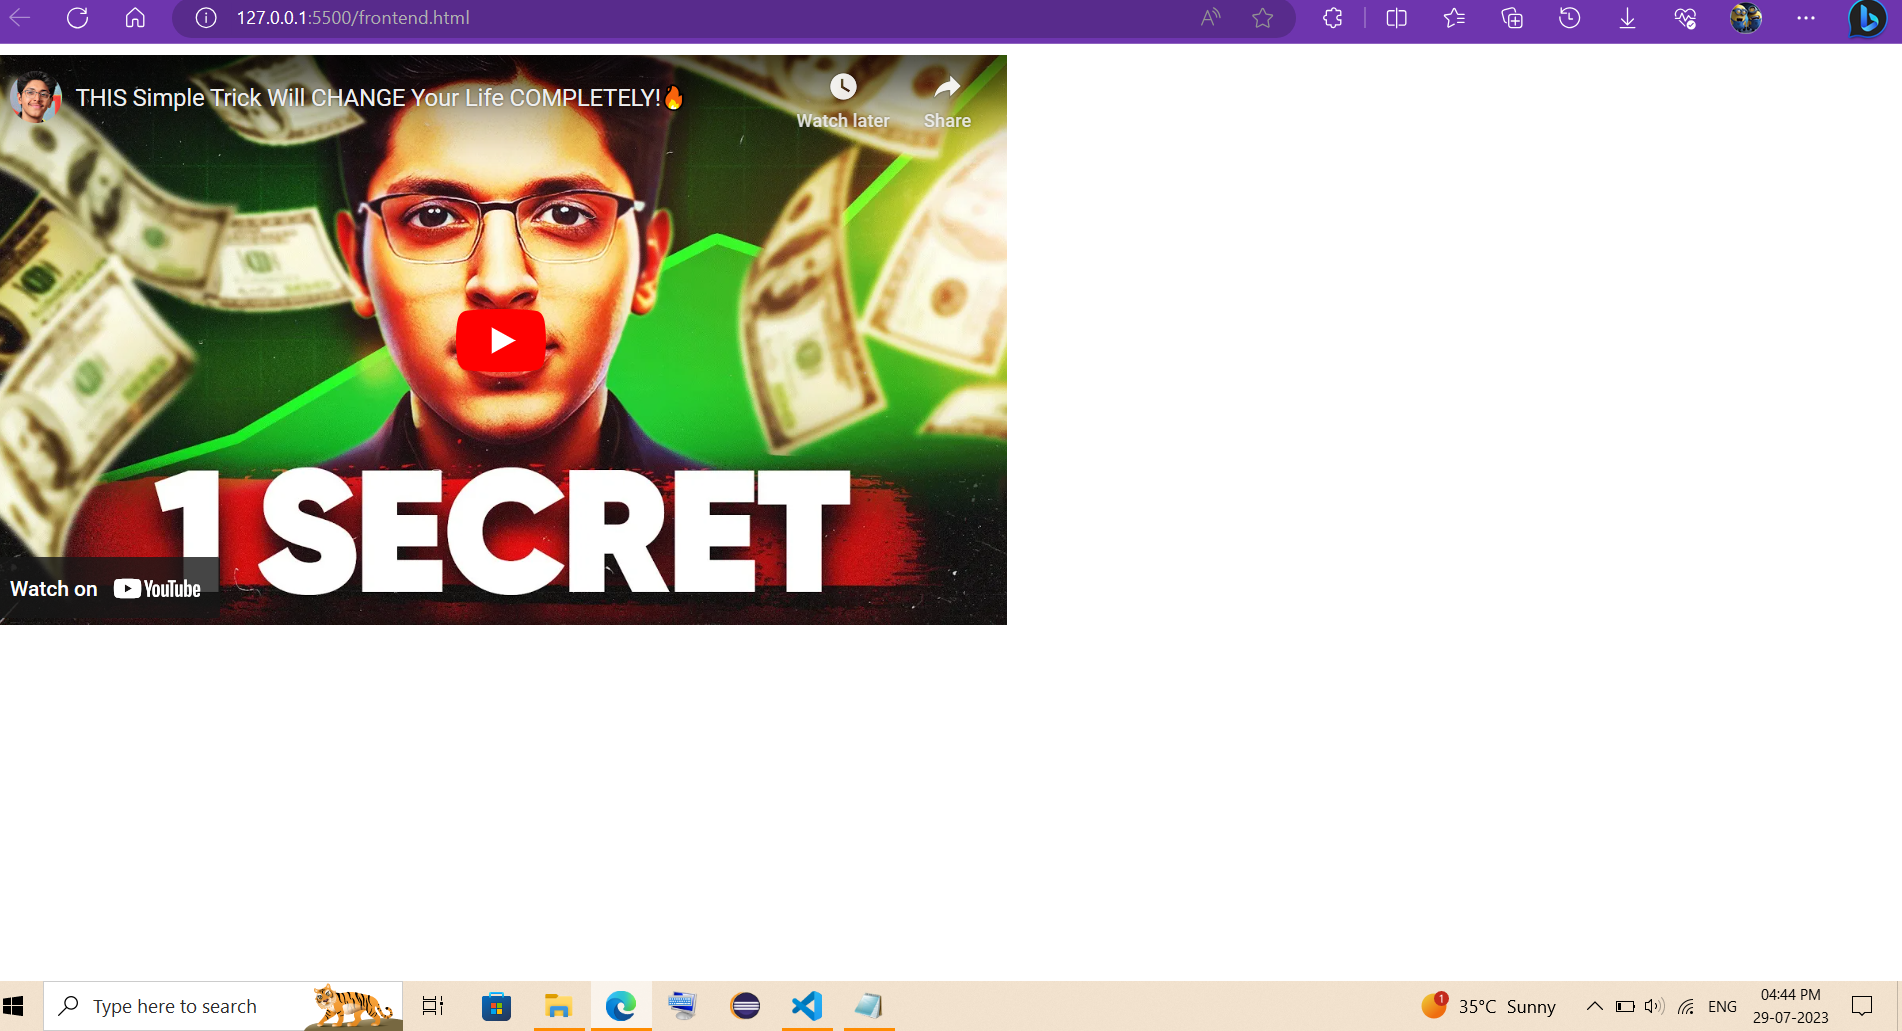 127.0.0.1:5500/frontend.html
THIS Simple Trick Will CHANGE Your Life COMPLETELY!🔥
Watch later
Share
1 SECRET
Watch on YouTube
Type here to search
1
35°C Sunny
ENG
04:44 PM
29-07-2023